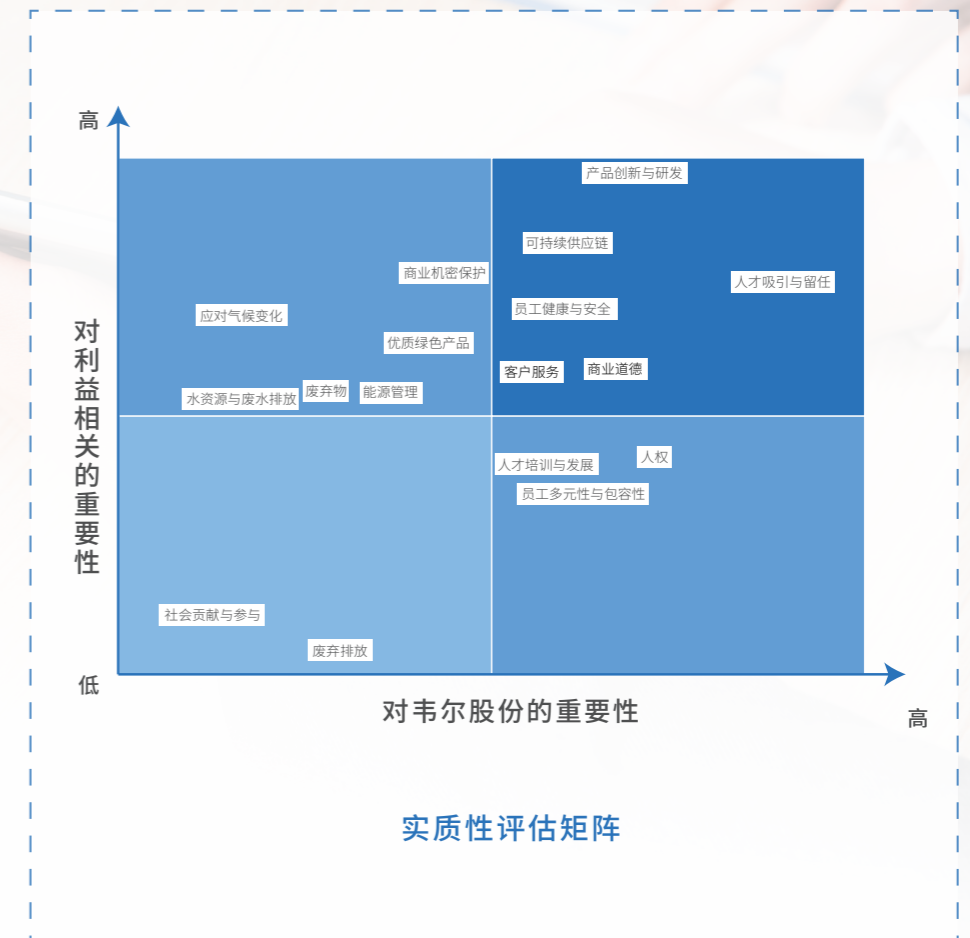 高
产品创新与研发
可持续供应链
商业机密保护
人才吸引与留任
员工健康与安全
应对气候变化
优质绿色产品
客户服务
商业道德
废弃物
能源管理
水资源与废水排放
对利益相关的重要性
人才培训与发展
人权
员工多元性与包容性
社会贡献与参与
废弃排放
低
对韦尔股份的重要性
高
实质性评估矩阵